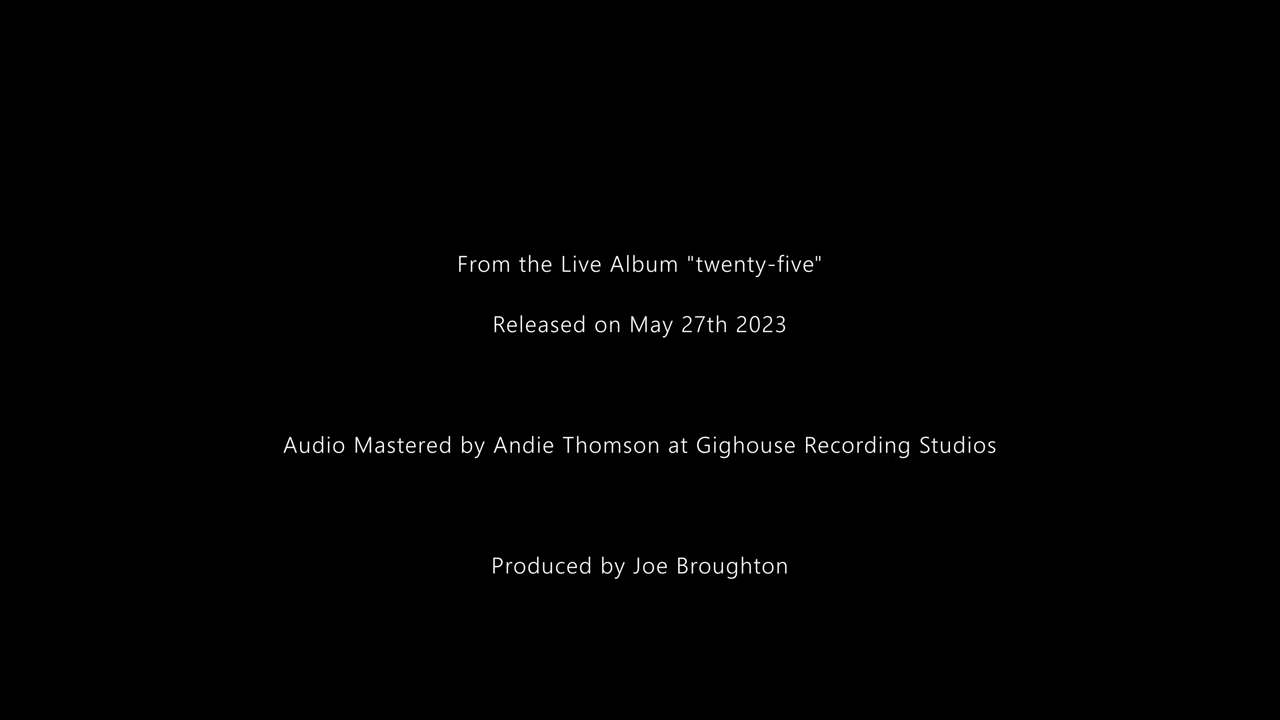 From the Live Album "twenty-five"
Released on May 27th 2023
Audio Mastered by Andie Thomson at Gighouse Recording Studios
Produced by Joe Broughton